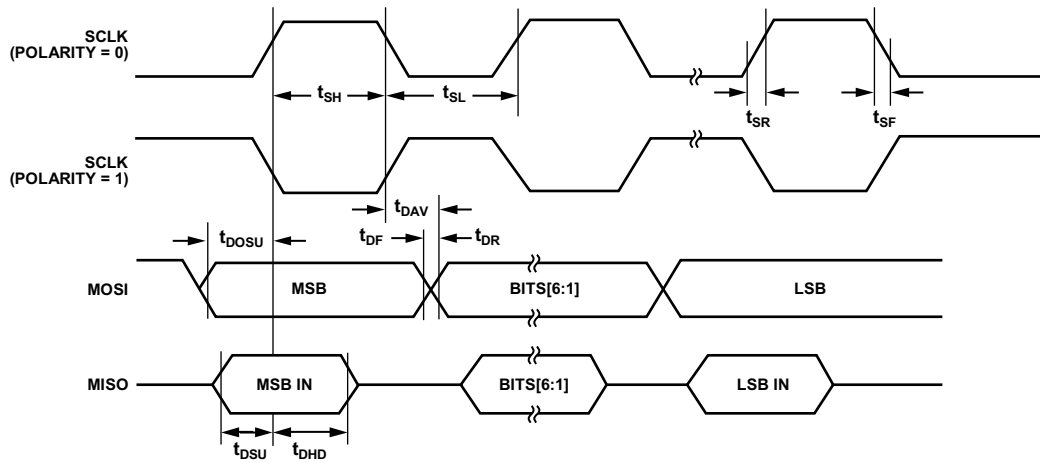 SCLK
(POLARITY = 0)
tSH
tSL
tSR
tSF
SCLK
(POLARITY = 1)
tDAV
tDOSU
tDF
tDR
MOSI
MSB
BITS[6:1]
LSB
MISO
MSB IN
BITS[6:1]
LSB IN
tDSU
tDHD